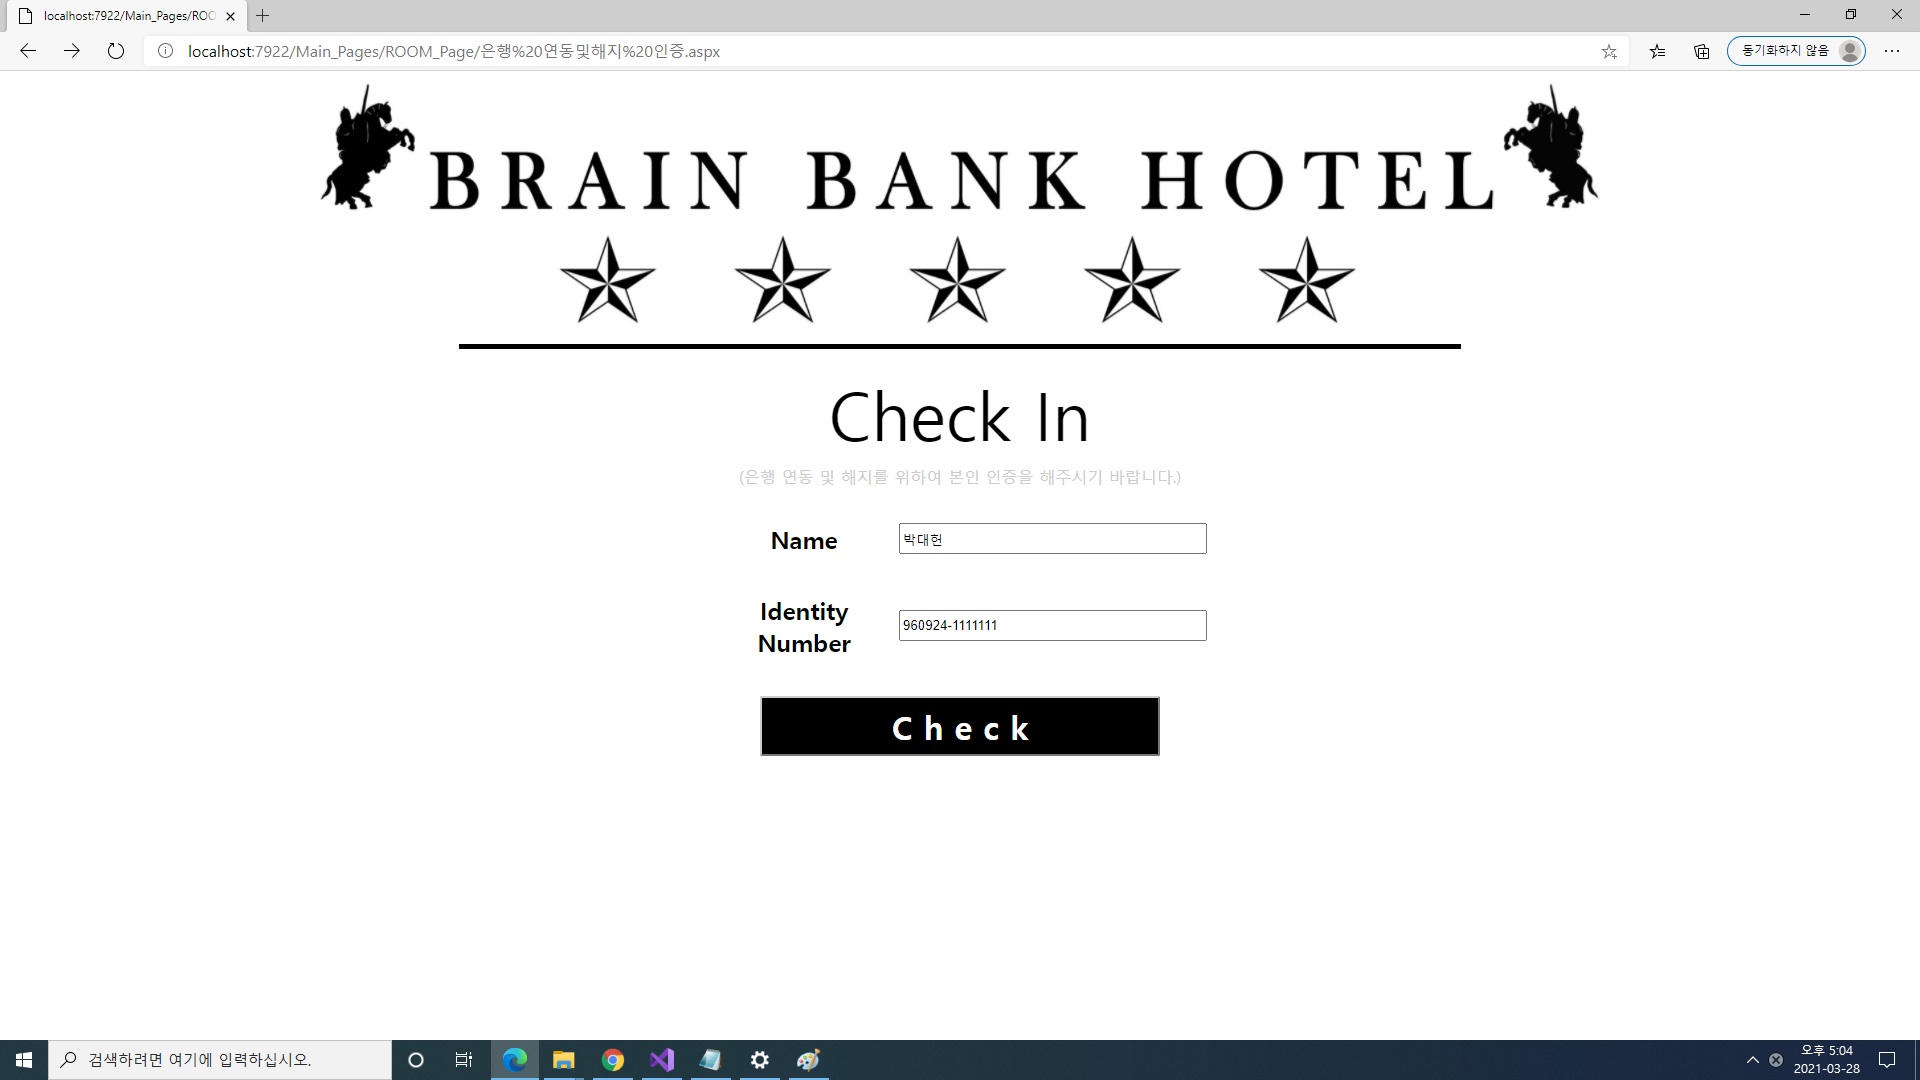 localhost:7922/Main_Pages/ROO
localhost:7922/Main_Pages/ROOM_Page/은행%20연동및해지%20인증.aspx
동기화하지 않음
BRAIN BANK HOTEL
Check In
(은행 연동 및 해지를 위하여 본인 인증을 해주시기 바랍니다.)
Name
박대헌
Identity
Number
960924-1111111
Check
검색하려면 여기에 입력하십시오.
오후 5:04
2021-03-28